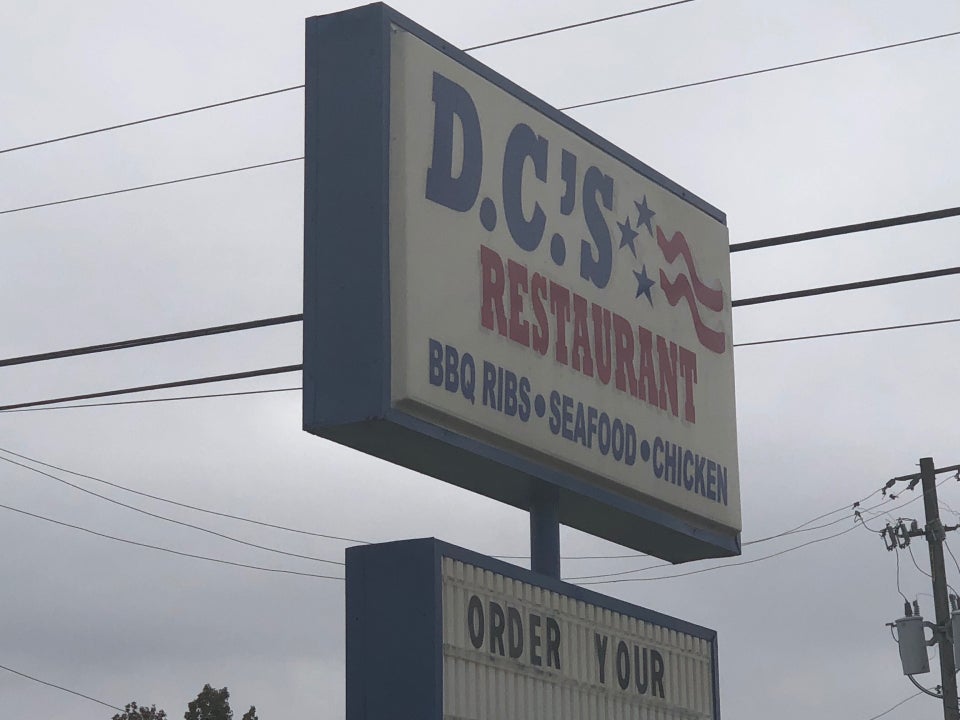 D.C.'S
RESTAURANT
BBQ RIBS•SEAFOOD•CHICKEN
ORDER YOUR